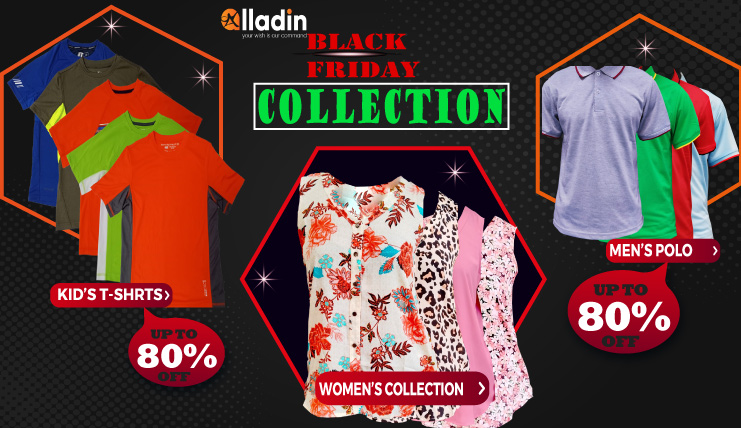 alladin
your wish is our command
BLACK
FRIDAY
COLLECTION
KID'S T-SHRTS
UP TO
80%
OFF
WOMEN'S COLLECTION
MEN'S POLO
UP TO
80%
OFF